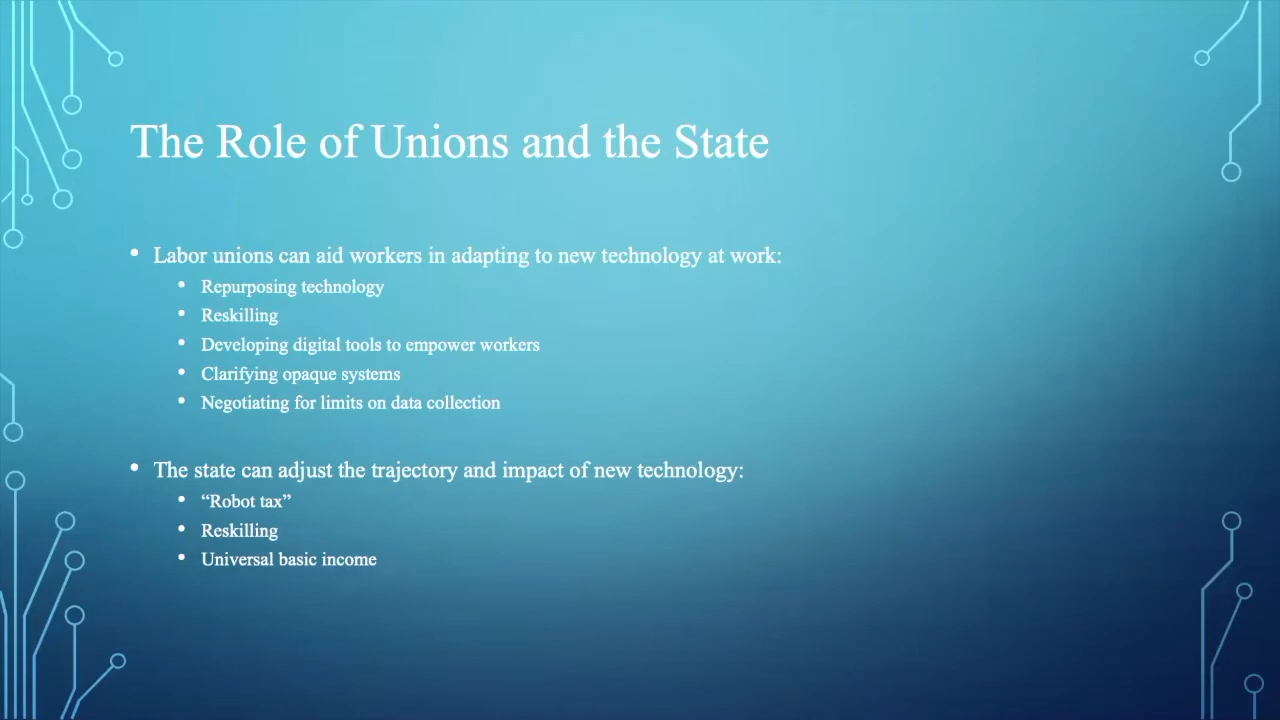 The Role of Unions and the State
• Labor unions can aid workers in adapting to new technology at work:
• Repurposing technology
• Reskilling
• Developing digital tools to empower workers
• Clarifying opaque systems
• Negotiating for limits on data collection
• The state can adjust the trajectory and impact of new technology:
• “Robot tax”
• Reskilling
• Universal basic income